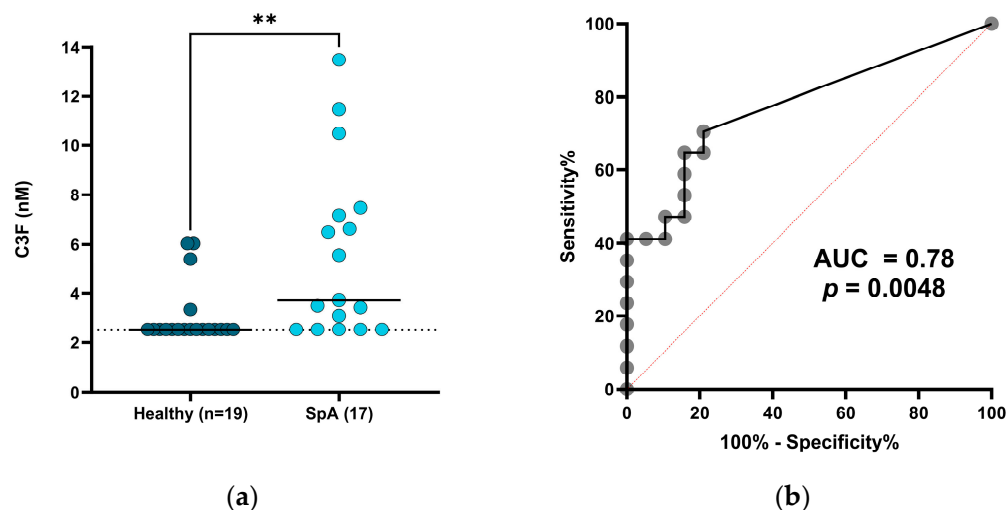 **
14
12
10
8
6
4
2
0
C3F (nM)
Healthy (n=19)
SpA (17)
(a)
100
80
60
40
20
0
Sensitivity%
AUC = 0.78
p = 0.0048
0 20 40 60 80 100
100% - Specificity%
(b)